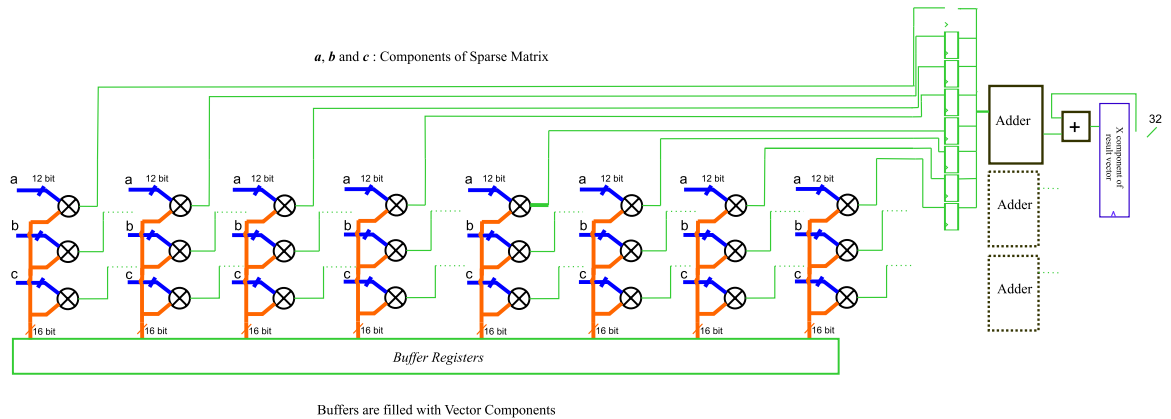 a, b and c : Components of Sparse Matrix
32
Adder
+
X component of
result vector
a 12 bit a 12 bit a 12 bit a 12 bit a 12 bit a 12 bit a 12 bit a 12 bit
Adder
b b b b b b b b
c c c c c c c c
Adder
16 bit 16 bit 16 bit 16 bit 16 bit 16 bit 16 bit 16 bit
Buffer Registers
Buffers are filled with Vector Components